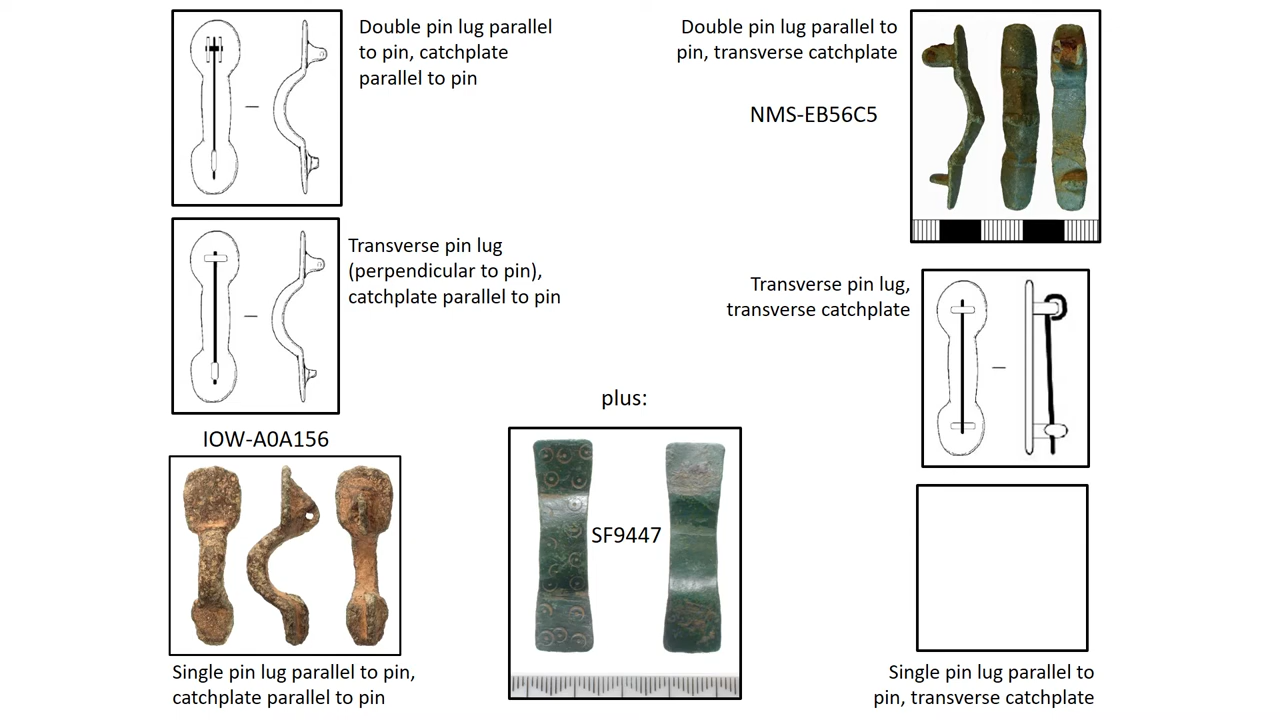 Double pin lug parallel
to pin, catchplate
parallel to pin
Double pin lug parallel to
pin, transverse catchplate
NMS-EB56C5
Transverse pin lug
(perpendicular to pin),
catchplate parallel to pin
Transverse pin lug,
transverse catchplate
plus:
IOW-A0A156
SF9447
Single pin lug parallel to pin,
catchplate parallel to pin
Single pin lug parallel to
pin, transverse catchplate